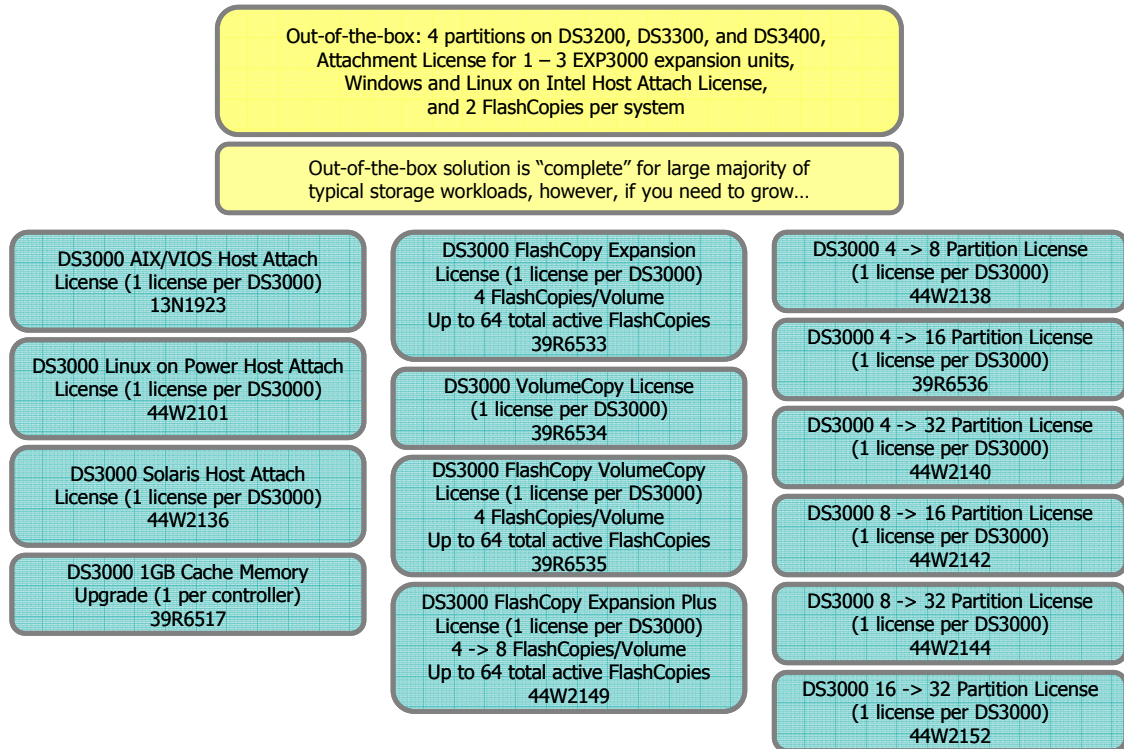 Out-of-the-box: 4 partitions on DS3200, DS3300, and DS3400,
Attachment License for 1 – 3 EXP3000 expansion units,
Windows and Linux on Intel Host Attach License,
and 2 FlashCopies per system
Out-of-the-box solution is “complete” for large majority of
typical storage workloads, however, if you need to grow…
DS3000 AIX/VIOS Host Attach
License (1 license per DS3000)
13N1923
DS3000 Linux on Power Host Attach
License (1 license per DS3000)
44W2101
DS3000 Solaris Host Attach
License (1 license per DS3000)
44W2136
DS3000 1GB Cache Memory
Upgrade (1 per controller)
39R6517
DS3000 FlashCopy Expansion
License (1 license per DS3000)
4 FlashCopies/Volume
Up to 64 total active FlashCopies
39R6533
DS3000 VolumeCopy License
(1 license per DS3000)
39R6534
DS3000 FlashCopy VolumeCopy
License (1 license per DS3000)
4 FlashCopies/Volume
Up to 64 total active FlashCopies
39R6535
DS3000 FlashCopy Expansion Plus
License (1 license per DS3000)
4 -> 8 FlashCopies/Volume
Up to 64 total active FlashCopies
44W2149
DS3000 4 -> 8 Partition License
(1 license per DS3000)
44W2138
DS3000 4 -> 16 Partition License
(1 license per DS3000)
39R6536
DS3000 4 -> 32 Partition License
(1 license per DS3000)
44W2140
DS3000 8 -> 16 Partition License
(1 license per DS3000)
44W2142
DS3000 8 -> 32 Partition License
(1 license per DS3000)
44W2144
DS3000 16 -> 32 Partition License
(1 license per DS3000)
44W2152